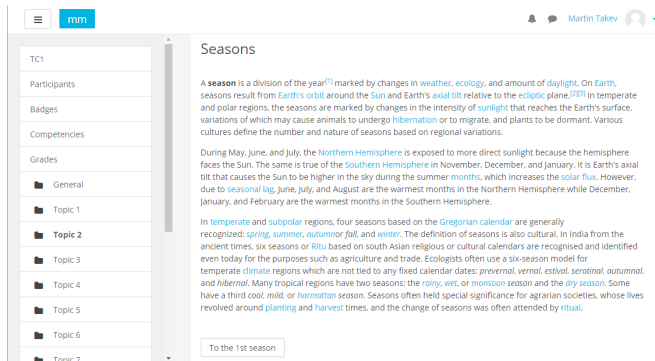 mm
Martin Takev
TC1
Participants
Badges
Competencies
Grades
General
Topic 1
Topic 2
Topic 3
Topic 4
Topic 5
Topic 6
Topic 7
Seasons
A season is a division of the year[1] marked by changes in weather, ecology, and amount of daylight. On Earth,
seasons result from Earth's orbit around the Sun and Earth's axial tilt relative to the ecliptic plane.[2][3] In temperate
and polar regions, the seasons are marked by changes in the intensity of sunlight that reaches the Earth's surface,
variations of which may cause animals to undergo hibernation or to migrate, and plants to be dormant. Various
cultures define the number and nature of seasons based on regional variations.
During May, June, and July, the Northern Hemisphere is exposed to more direct sunlight because the hemisphere
faces the Sun. The same is true of the Southern Hemisphere in November, December, and January. It is Earth's axial
tilt that causes the Sun to be higher in the sky during the summer months, which increases the solar flux. However,
due to seasonal lag, June, July, and August are the warmest months in the Northern Hemisphere while December,
January, and February are the warmest months in the Southern Hemisphere.
In temperate and subpolar regions, four seasons based on the Gregorian calendar are generally
recognized: spring, summer, autumnor fall, and winter. The definition of seasons is also cultural. In India from the
ancient times, six seasons or Ritu based on south Asian religious or cultural calendars are recognised and identified
even today for the purposes such as agriculture and trade. Ecologists often use a six-season model for
temperate climate regions which are not tied to any fixed calendar dates: prevernal, vernal, estival, serotinal, autumnal,
and hibernal. Many tropical regions have two seasons: the rainy, wet, or monsoon season and the dry season. Some
have a third cool, mild, or harmattan season. Seasons often held special significance for agrarian societies, whose lives
revolved around planting and harvest times, and the change of seasons was often attended by ritual.
To the 1st season